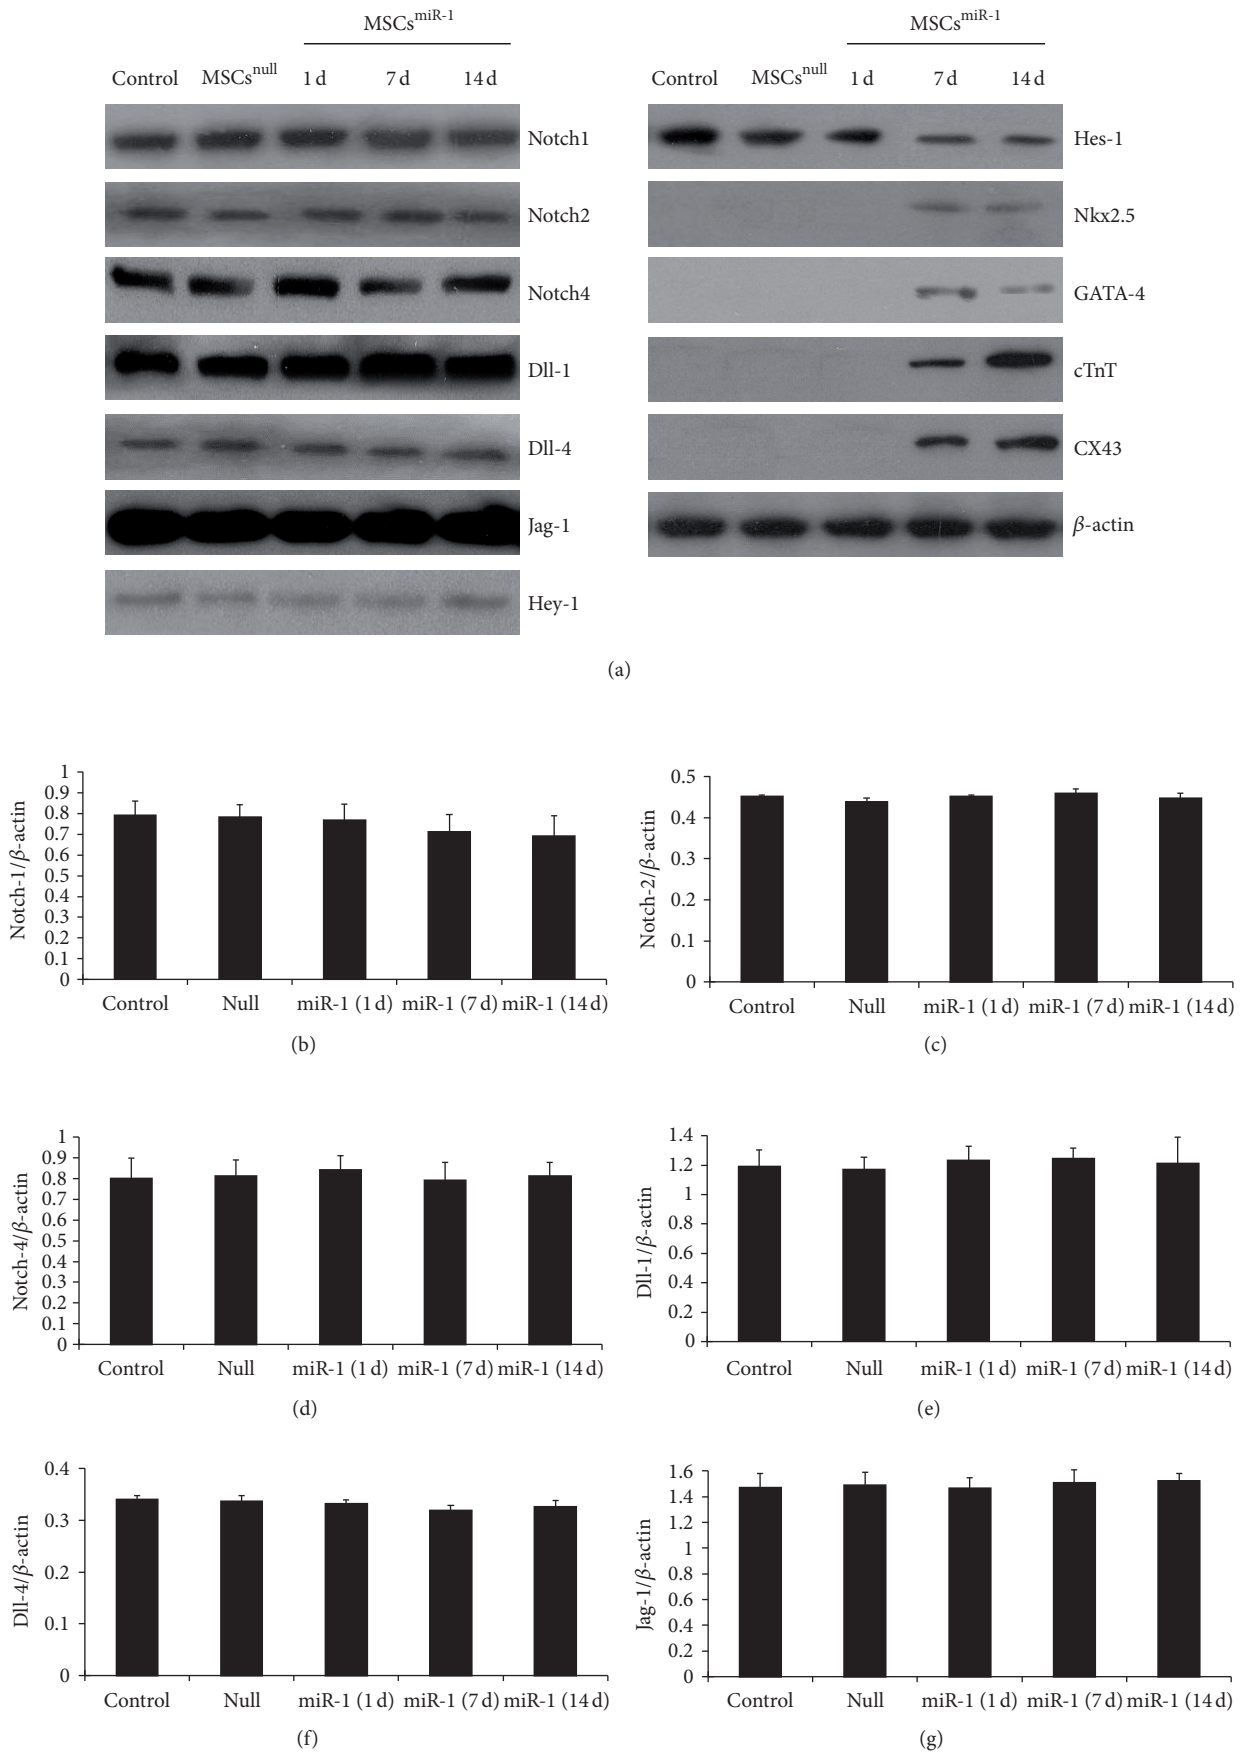 MSCs^miR-1
Control MSCs^null 1 d 7 d 14 d
Notch1
Notch2
Notch4
Dll-1
Dll-4
Jag-1
Hey-1
MSCs^miR-1
Control MSCs^null 1 d 7 d 14 d
Hes-1
Nkx2.5
GATA-4
cTnT
CX43
β-actin
(a)
Notch-1/β-actin
1
0.9
0.8
0.7
0.6
0.5
0.4
0.3
0.2
0.1
0
Control Null miR-1 (1 d) miR-1 (7 d) miR-1 (14 d)
(b)
Notch-2/β-actin
0.5
0.4
0.3
0.2
0.1
0
Control Null miR-1 (1 d) miR-1 (7 d) miR-1 (14 d)
(c)
Notch-4/β-actin
1
0.9
0.8
0.7
0.6
0.5
0.4
0.3
0.2
0.1
0
Control Null miR-1 (1 d) miR-1 (7 d) miR-1 (14 d)
(d)
Dll-1/β-actin
1.4
1.2
1
0.8
0.6
0.4
0.2
0
Control Null miR-1 (1 d) miR-1 (7 d) miR-1 (14 d)
(e)
Dll-4/β-actin
0.4
0.3
0.2
0.1
0
Control Null miR-1 (1 d) miR-1 (7 d) miR-1 (14 d)
(f)
Jag-1/β-actin
1.6
1.4
1.2
1
0.8
0.6
0.4
0.2
0
Control Null miR-1 (1 d) miR-1 (7 d) miR-1 (14 d)
(g)